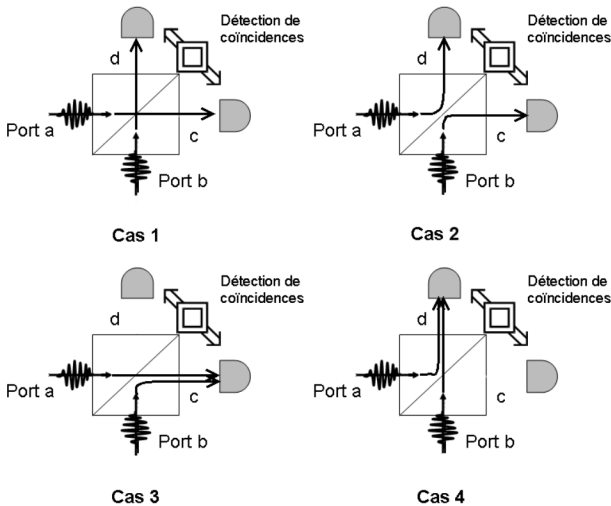 Détection de
coïncidences
d
Port a
c
Port b
Cas 1
Détection de
coïncidences
d
Port a
c
Port b
Cas 2
Détection de
coïncidences
d
Port a
c
Port b
Cas 3
Détection de
coïncidences
d
Port a
c
Port b
Cas 4